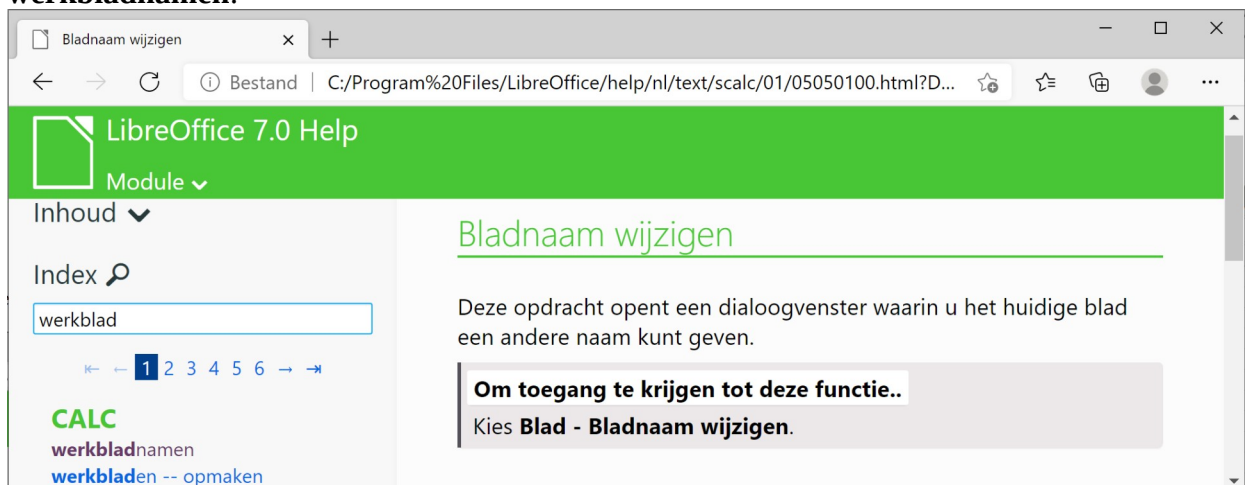 werkbladnamen.
Bladnaam wijzigen
Bestand | C:/Program%20Files/LibreOffice/help/nl/text/scalc/01/05050100.html?D...
LibreOffice 7.0 Help
Module
Inhoud
Index
werkblad
1 2 3 4 5 6
CALC
werkbladnamen
werkbladen -- opmaken
Bladnaam wijzigen
Deze opdracht opent een dialoogvenster waarin u het huidige blad
een andere naam kunt geven.
Om toegang te krijgen tot deze functie..
Kies Blad - Bladnaam wijzigen.